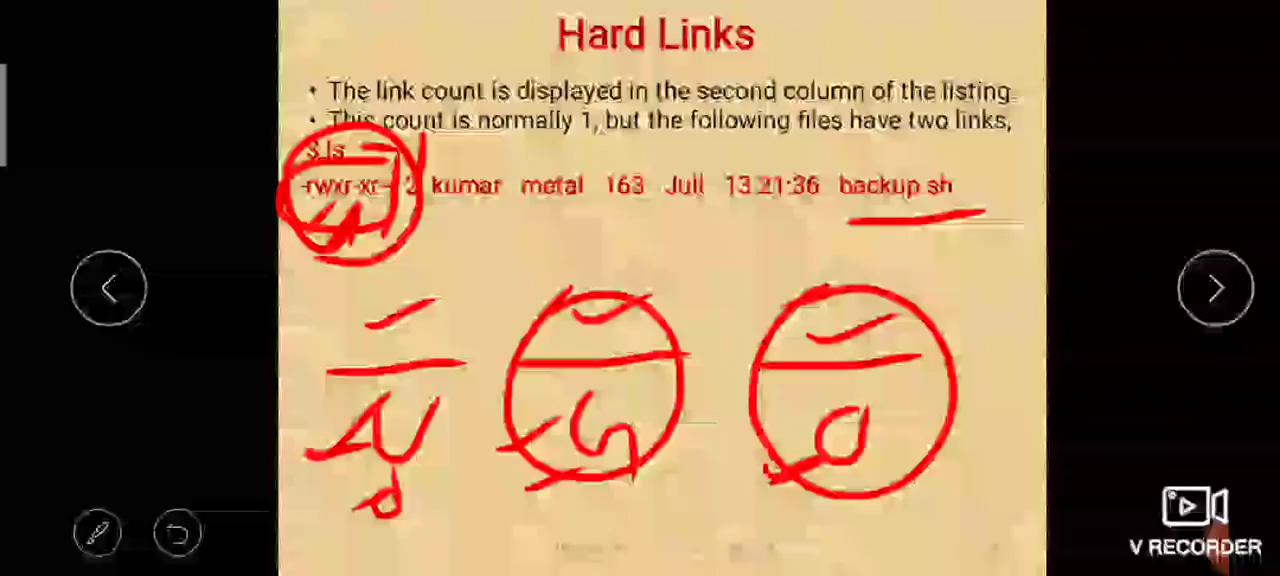 Hard Links
• The link count is displayed in the second column of the listing.
• This count is normally 1, but the following files have two links,
$ ls
-rwxr-xr-- 2 kumar metal 163 Jull 13 21:36 backup sh
V RECORDER